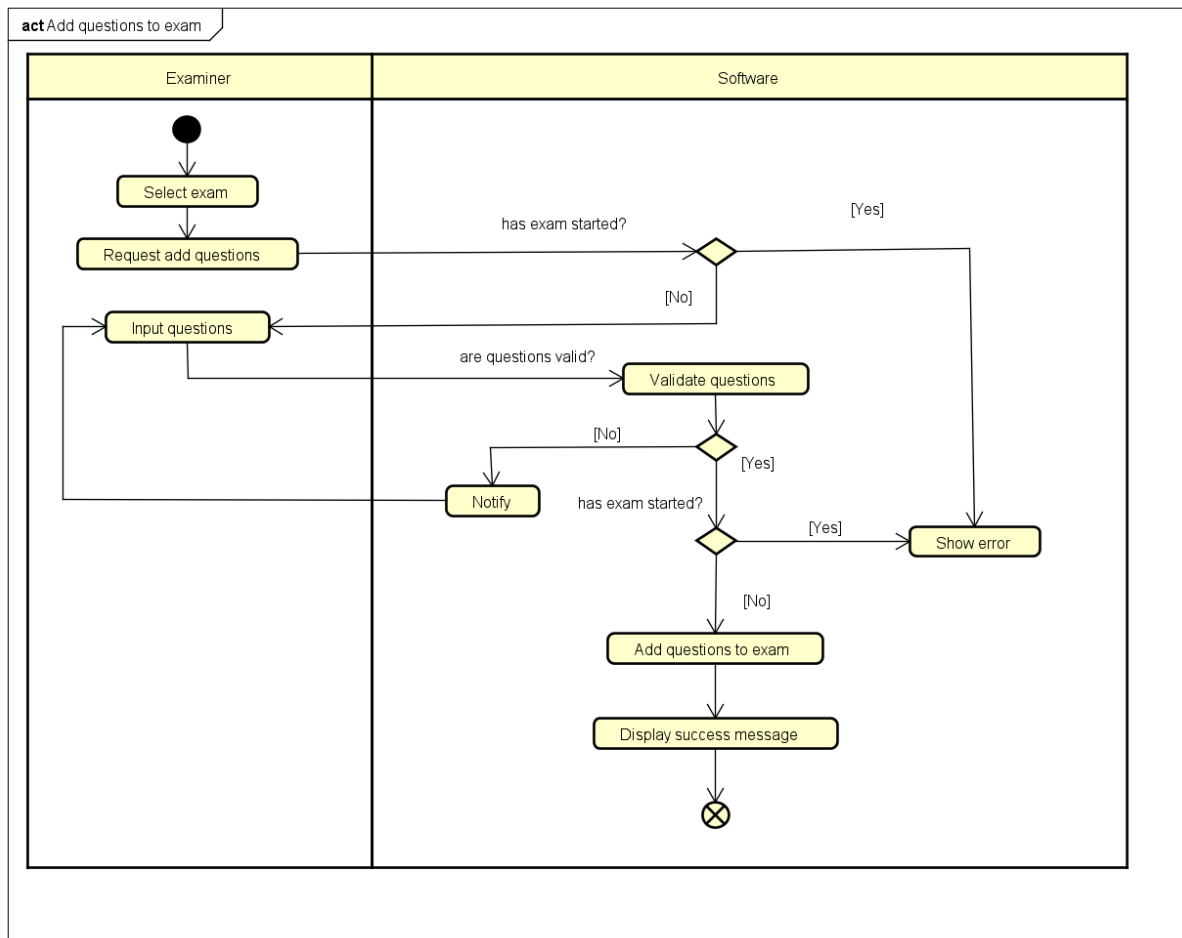 act Add questions to exam
Examiner
Software
Select exam
[Yes]
has exam started?
Request add questions
[No]
Input questions
are questions valid?
Validate questions
[No]
[Yes]
Notify
has exam started?
[Yes]
Show error
[No]
Add questions to exam
Display success message